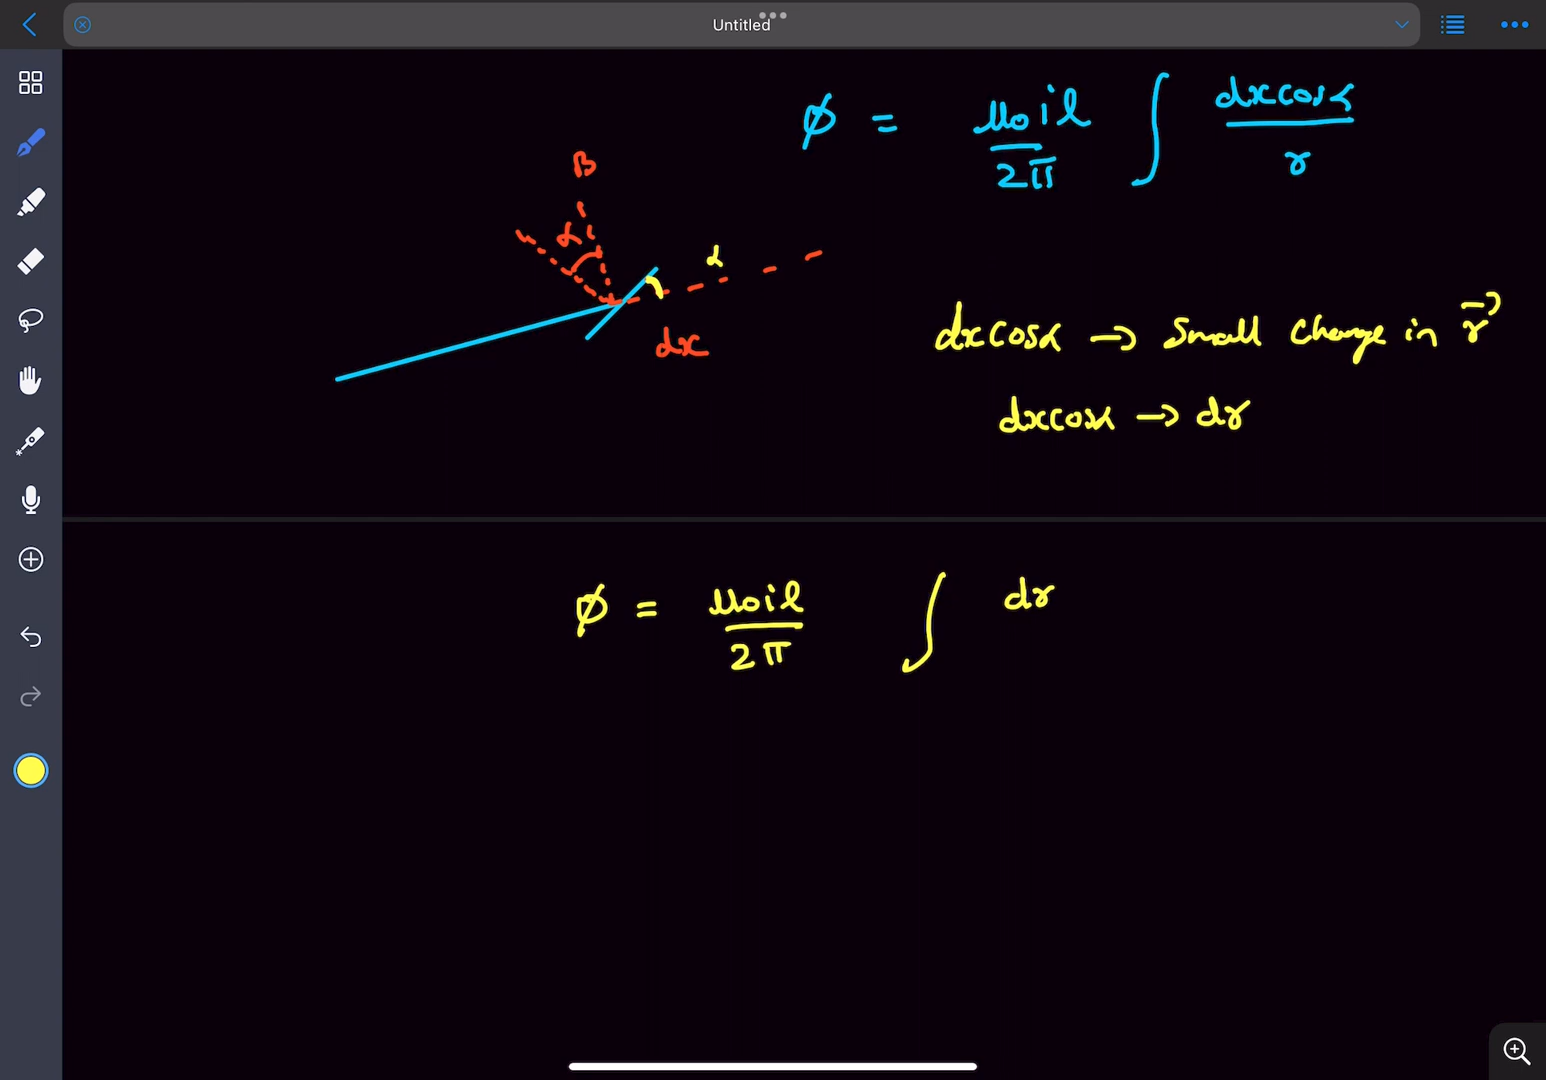 Untitled
ϕ = μ₀il/2π ∫ dxcosα/r
B
α
α
dx
dxcosα → Small Change in r⃗
dxcosα → dr
ϕ = μ₀il/2π ∫ dr